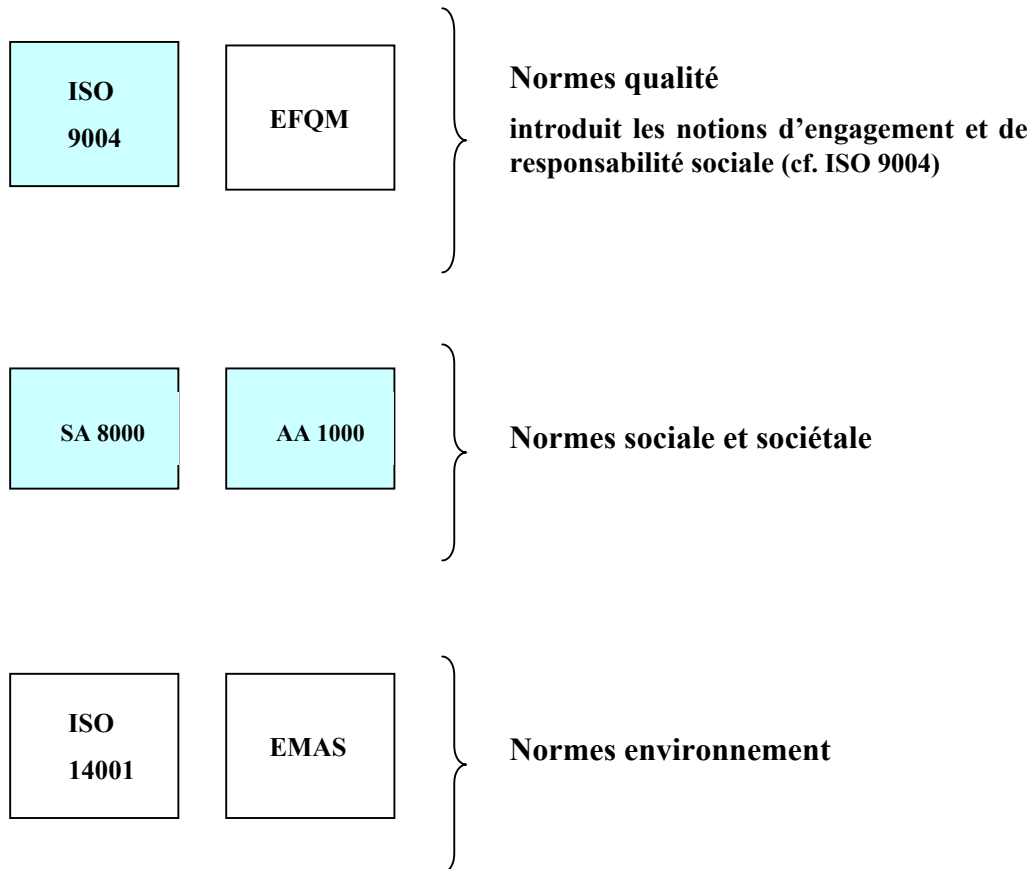 ISO
9004
EFQM
Normes qualité
introduit les notions d’engagement et de
responsabilité sociale (cf. ISO 9004)
SA 8000
AA 1000
Normes sociale et sociétale
ISO
14001
EMAS
Normes environnement